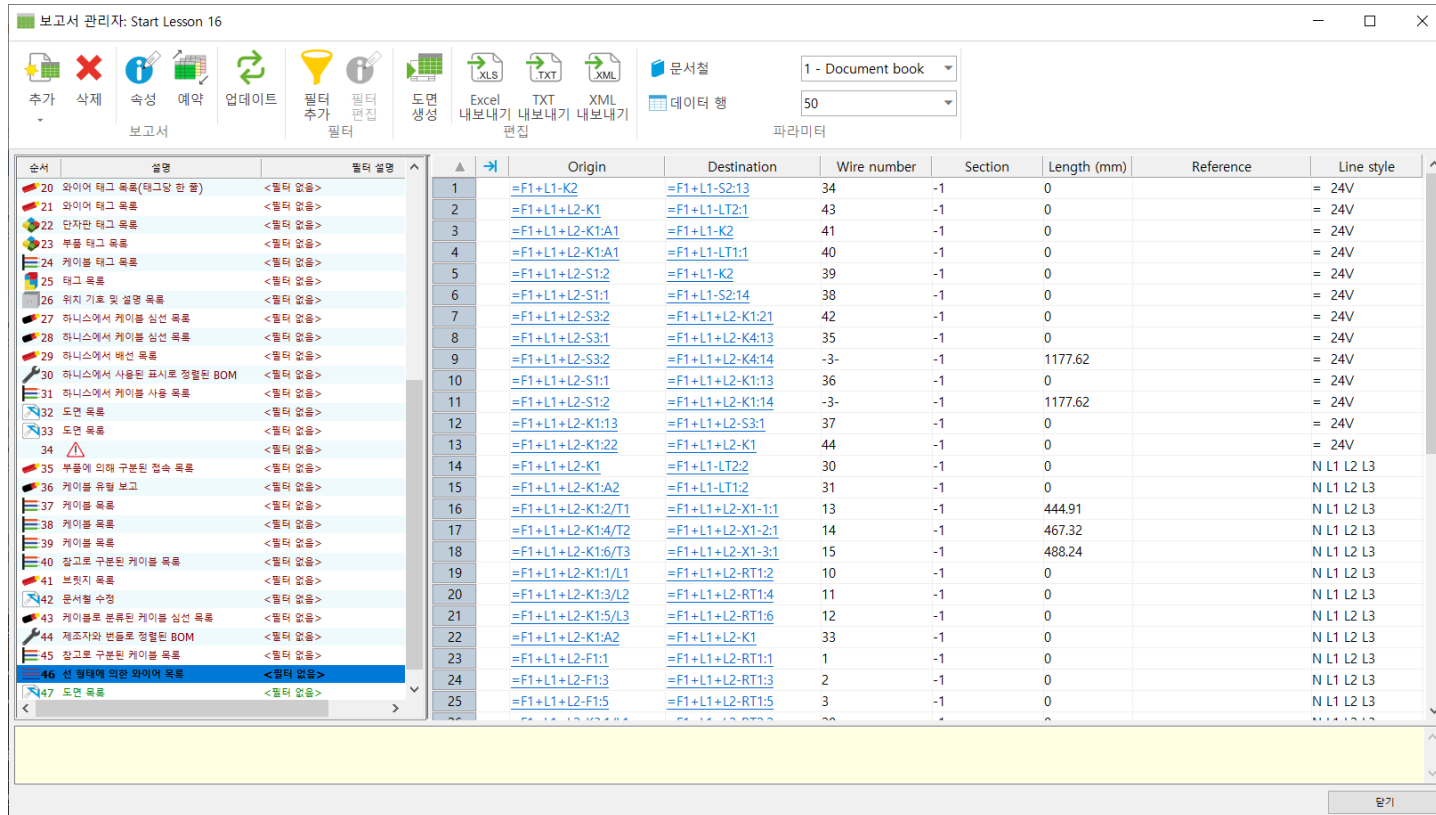 보고서 관리자: Start Lesson 16
추가 삭제 속성 예약 업데이트 필터 추가 필터 편집 도면 생성 Excel 내보내기 TXT 내보내기 XML 내보내기
.XLS .TXT .XML
문서철 1 - Document book
데이터 행 50
보고서 필터 편집 파라미터
순서 설명 필터 설명
20 와이어 태그 목록(태그당 한 줄) <필터 없음>
21 와이어 태그 목록 <필터 없음>
22 단자판 태그 목록 <필터 없음>
23 부품 태그 목록 <필터 없음>
24 케이블 태그 목록 <필터 없음>
25 태그 목록 <필터 없음>
26 위치 기호 및 설명 목록 <필터 없음>
27 하니스에서 케이블 심선 목록 <필터 없음>
28 하니스에서 케이블 심선 목록 <필터 없음>
29 하니스에서 배선 목록 <필터 없음>
30 하니스에서 사용된 표시로 정렬된 BOM <필터 없음>
31 하니스에서 케이블 사용 목록 <필터 없음>
32 도면 목록 <필터 없음>
33 도면 목록 <필터 없음>
34 <필터 없음>
35 부품에 의해 구분된 접속 목록 <필터 없음>
36 케이블 유형 보고 <필터 없음>
37 케이블 목록 <필터 없음>
38 케이블 목록 <필터 없음>
39 케이블 목록 <필터 없음>
40 참고로 구분된 케이블 목록 <필터 없음>
41 브릿지 목록 <필터 없음>
42 문서철 수정 <필터 없음>
43 케이블로 분류된 케이블 심선 목록 <필터 없음>
44 제조자와 번들로 정렬된 BOM <필터 없음>
45 참고로 구분된 케이블 목록 <필터 없음>
46 선 형태에 의한 와이어 목록 <필터 없음>
47 도면 목록 <필터 없음>
Origin Destination Wire number Section Length (mm) Reference Line style
1 =F1+L1-K2 =F1+L1-S2:13 34 -1 0 = 24V
2 =F1+L1+L2-K1 =F1+L1-LT2:1 43 -1 0 = 24V
3 =F1+L1+L2-K1:A1 =F1+L1-K2 41 -1 0 = 24V
4 =F1+L1+L2-K1:A1 =F1+L1-LT1:1 40 -1 0 = 24V
5 =F1+L1+L2-S1:2 =F1+L1-K2 39 -1 0 = 24V
6 =F1+L1+L2-S1:1 =F1+L1-S2:14 38 -1 0 = 24V
7 =F1+L1+L2-S3:2 =F1+L1+L2-K1:21 42 -1 0 = 24V
8 =F1+L1+L2-S3:1 =F1+L1+L2-K4:13 35 -1 0 = 24V
9 =F1+L1+L2-S3:2 =F1+L1+L2-K4:14 -3- -1 1177.62 = 24V
10 =F1+L1+L2-S1:1 =F1+L1+L2-K1:13 36 -1 0 = 24V
11 =F1+L1+L2-S1:2 =F1+L1+L2-K1:14 -3- -1 1177.62 = 24V
12 =F1+L1+L2-K1:13 =F1+L1+L2-S3:1 37 -1 0 = 24V
13 =F1+L1+L2-K1:22 =F1+L1+L2-K1 44 -1 0 = 24V
14 =F1+L1+L2-K1 =F1+L1-LT2:2 30 -1 0 N L1 L2 L3
15 =F1+L1+L2-K1:A2 =F1+L1-LT1:2 31 -1 0 N L1 L2 L3
16 =F1+L1+L2-K1:2/T1 =F1+L1+L2-X1-1:1 13 -1 444.91 N L1 L2 L3
17 =F1+L1+L2-K1:4/T2 =F1+L1+L2-X1-2:1 14 -1 467.32 N L1 L2 L3
18 =F1+L1+L2-K1:6/T3 =F1+L1+L2-X1-3:1 15 -1 488.24 N L1 L2 L3
19 =F1+L1+L2-K1:1/L1 =F1+L1+L2-RT1:2 10 -1 0 N L1 L2 L3
20 =F1+L1+L2-K1:3/L2 =F1+L1+L2-RT1:4 11 -1 0 N L1 L2 L3
21 =F1+L1+L2-K1:5/L3 =F1+L1+L2-RT1:6 12 -1 0 N L1 L2 L3
22 =F1+L1+L2-K1:A2 =F1+L1+L2-K1 33 -1 0 N L1 L2 L3
23 =F1+L1+L2-F1:1 =F1+L1+L2-RT1:1 1 -1 0 N L1 L2 L3
24 =F1+L1+L2-F1:3 =F1+L1+L2-RT1:3 2 -1 0 N L1 L2 L3
25 =F1+L1+L2-F1:5 =F1+L1+L2-RT1:5 3 -1 0 N L1 L2 L3
닫기